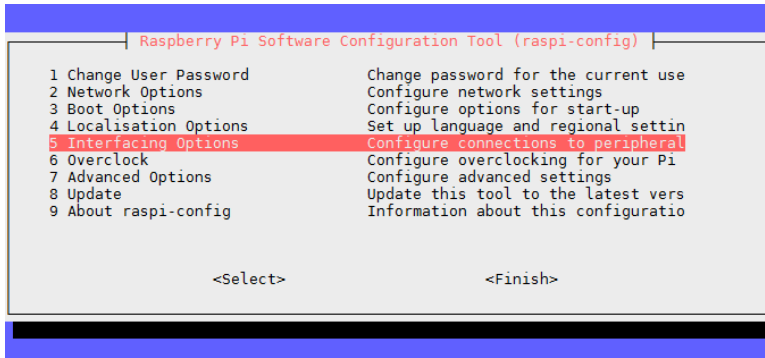 Raspberry Pi Software Configuration Tool (raspi-config)
1 Change User Password Change password for the current use
2 Network Options Configure network settings
3 Boot Options Configure options for start-up
4 Localisation Options Set up language and regional settin
5 Interfacing Options Configure connections to peripheral
6 Overclock Configure overclocking for your Pi
7 Advanced Options Configure advanced settings
8 Update Update this tool to the latest vers
9 About raspi-config Information about this configuratio
<Select> <Finish>